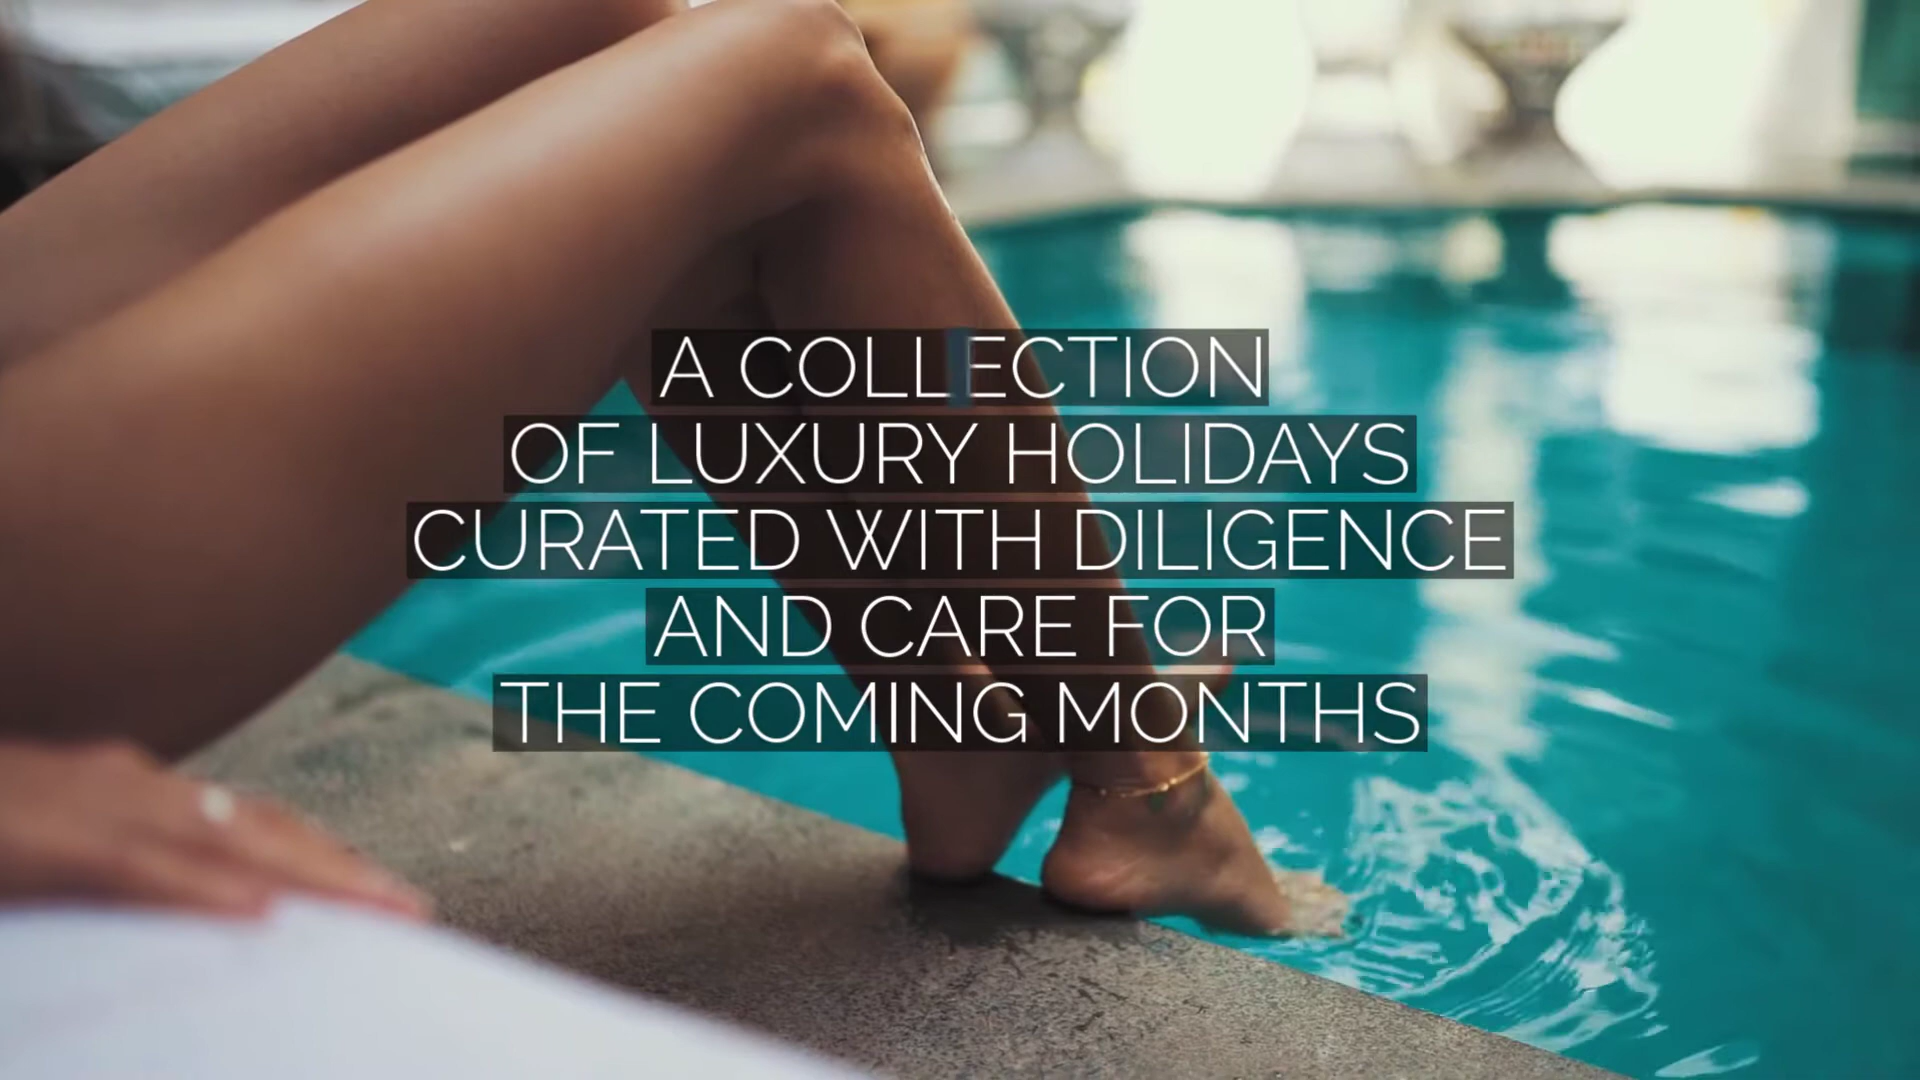 A COLLECTION
OF LUXURY HOLIDAYS
CURATED WITH DILIGENCE
AND CARE FOR
THE COMING MONTHS